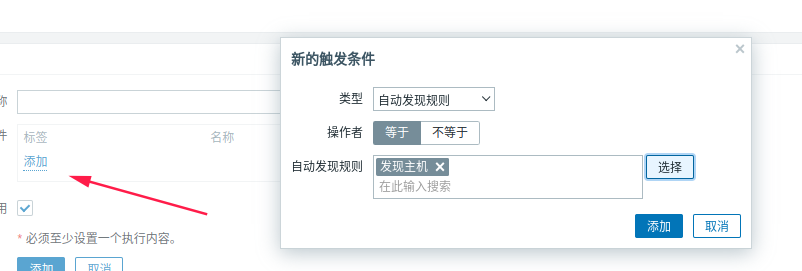 新的触发条件
类型 自动发现规则
操作者 等于 不等于
自动发现规则 发现主机 选择
在此输入搜索
添加 取消
称
件 标签 名称
添加
用
* 必须至少设置一个执行内容。
添加 取消